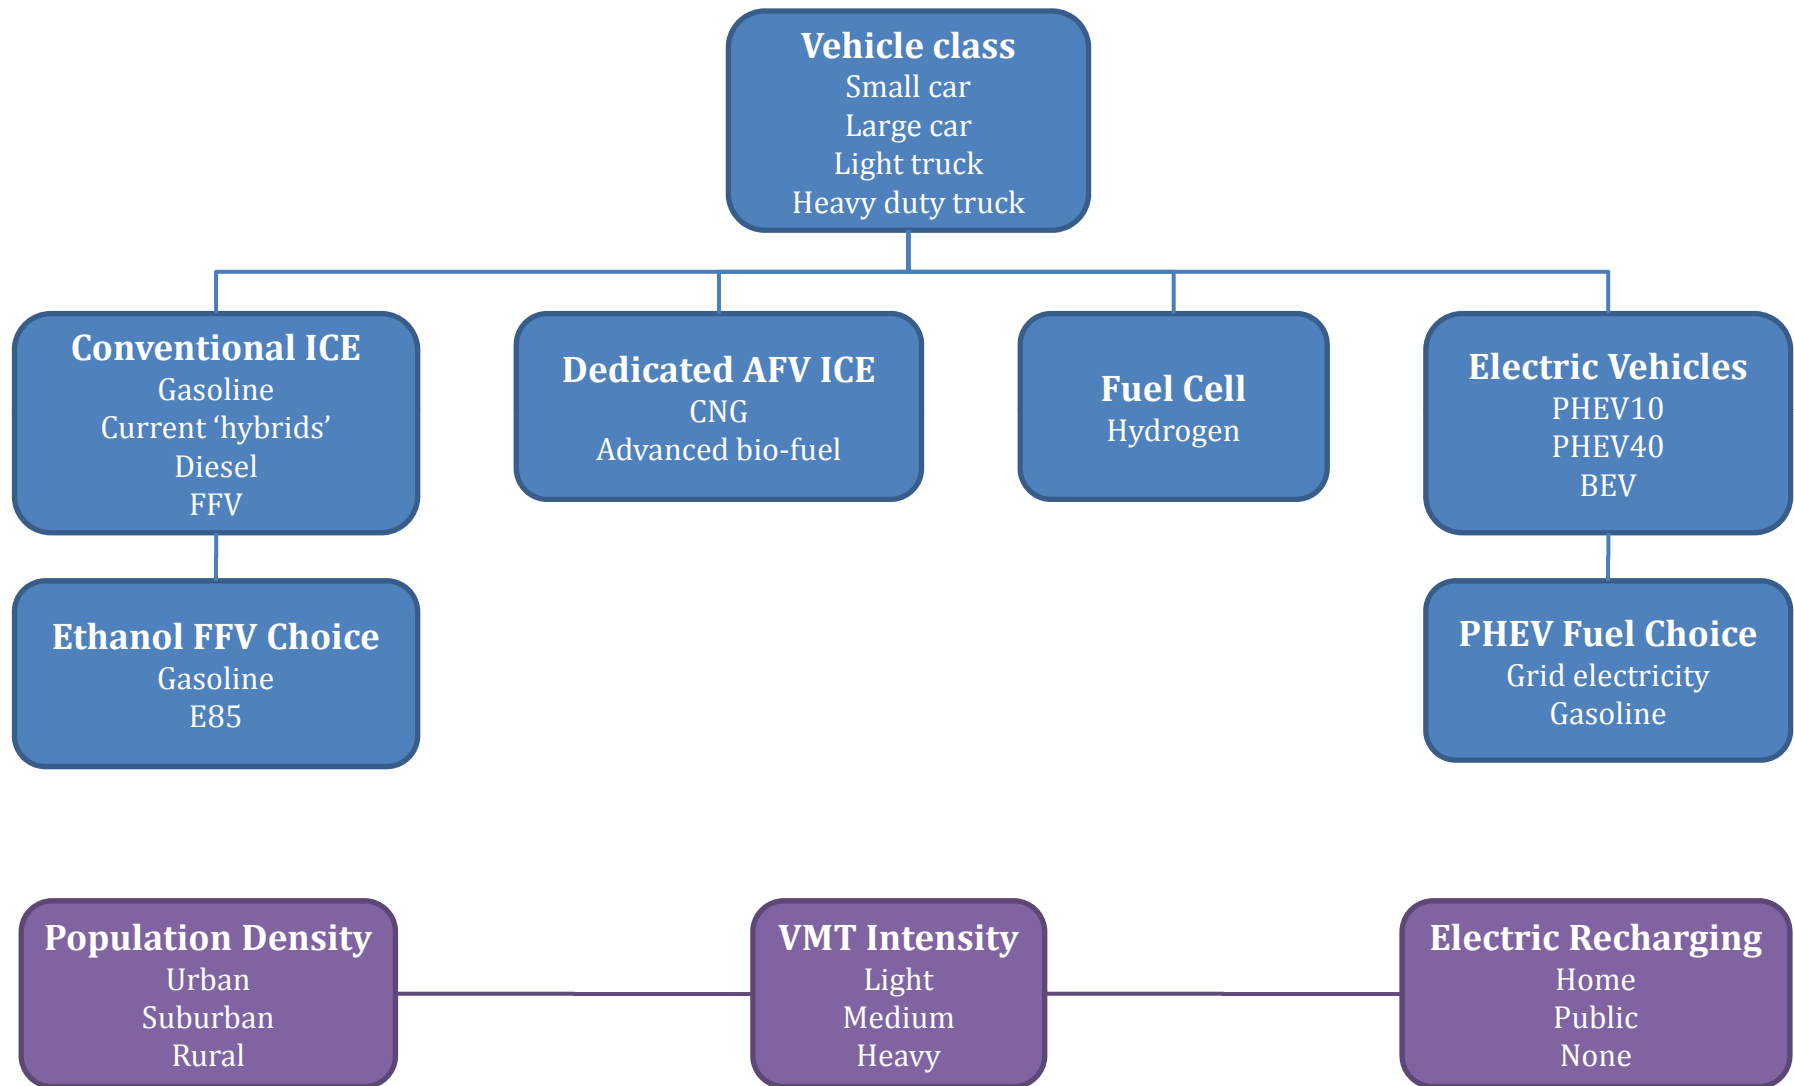 Vehicle class
Small car
Large car
Light truck
Heavy duty truck
Conventional ICE
Gasoline
Current ‘hybrids’
Diesel
FFV
Dedicated AFV ICE
CNG
Advanced bio-fuel
Fuel Cell
Hydrogen
Electric Vehicles
PHEV10
PHEV40
BEV
Ethanol FFV Choice
Gasoline
E85
PHEV Fuel Choice
Grid electricity
Gasoline
Population Density
Urban
Suburban
Rural
VMT Intensity
Light
Medium
Heavy
Electric Recharging
Home
Public
None